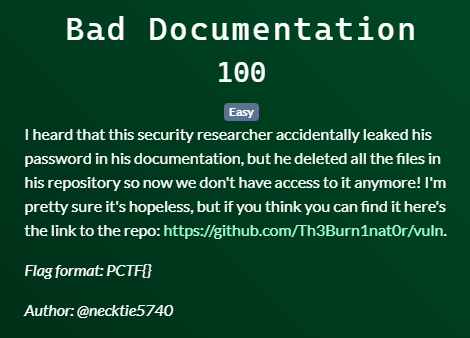 Bad Documentation
100
Easy
I heard that this security researcher accidentally leaked his
password in his documentation, but he deleted all the files in
his repository so now we don't have access to it anymore! I'm
pretty sure it's hopeless, but if you think you can find it here's
the link to the repo: https://github.com/Th3Burn1nat0r/vuln.
Flag format: PCTF{}
Author: @necktie5740